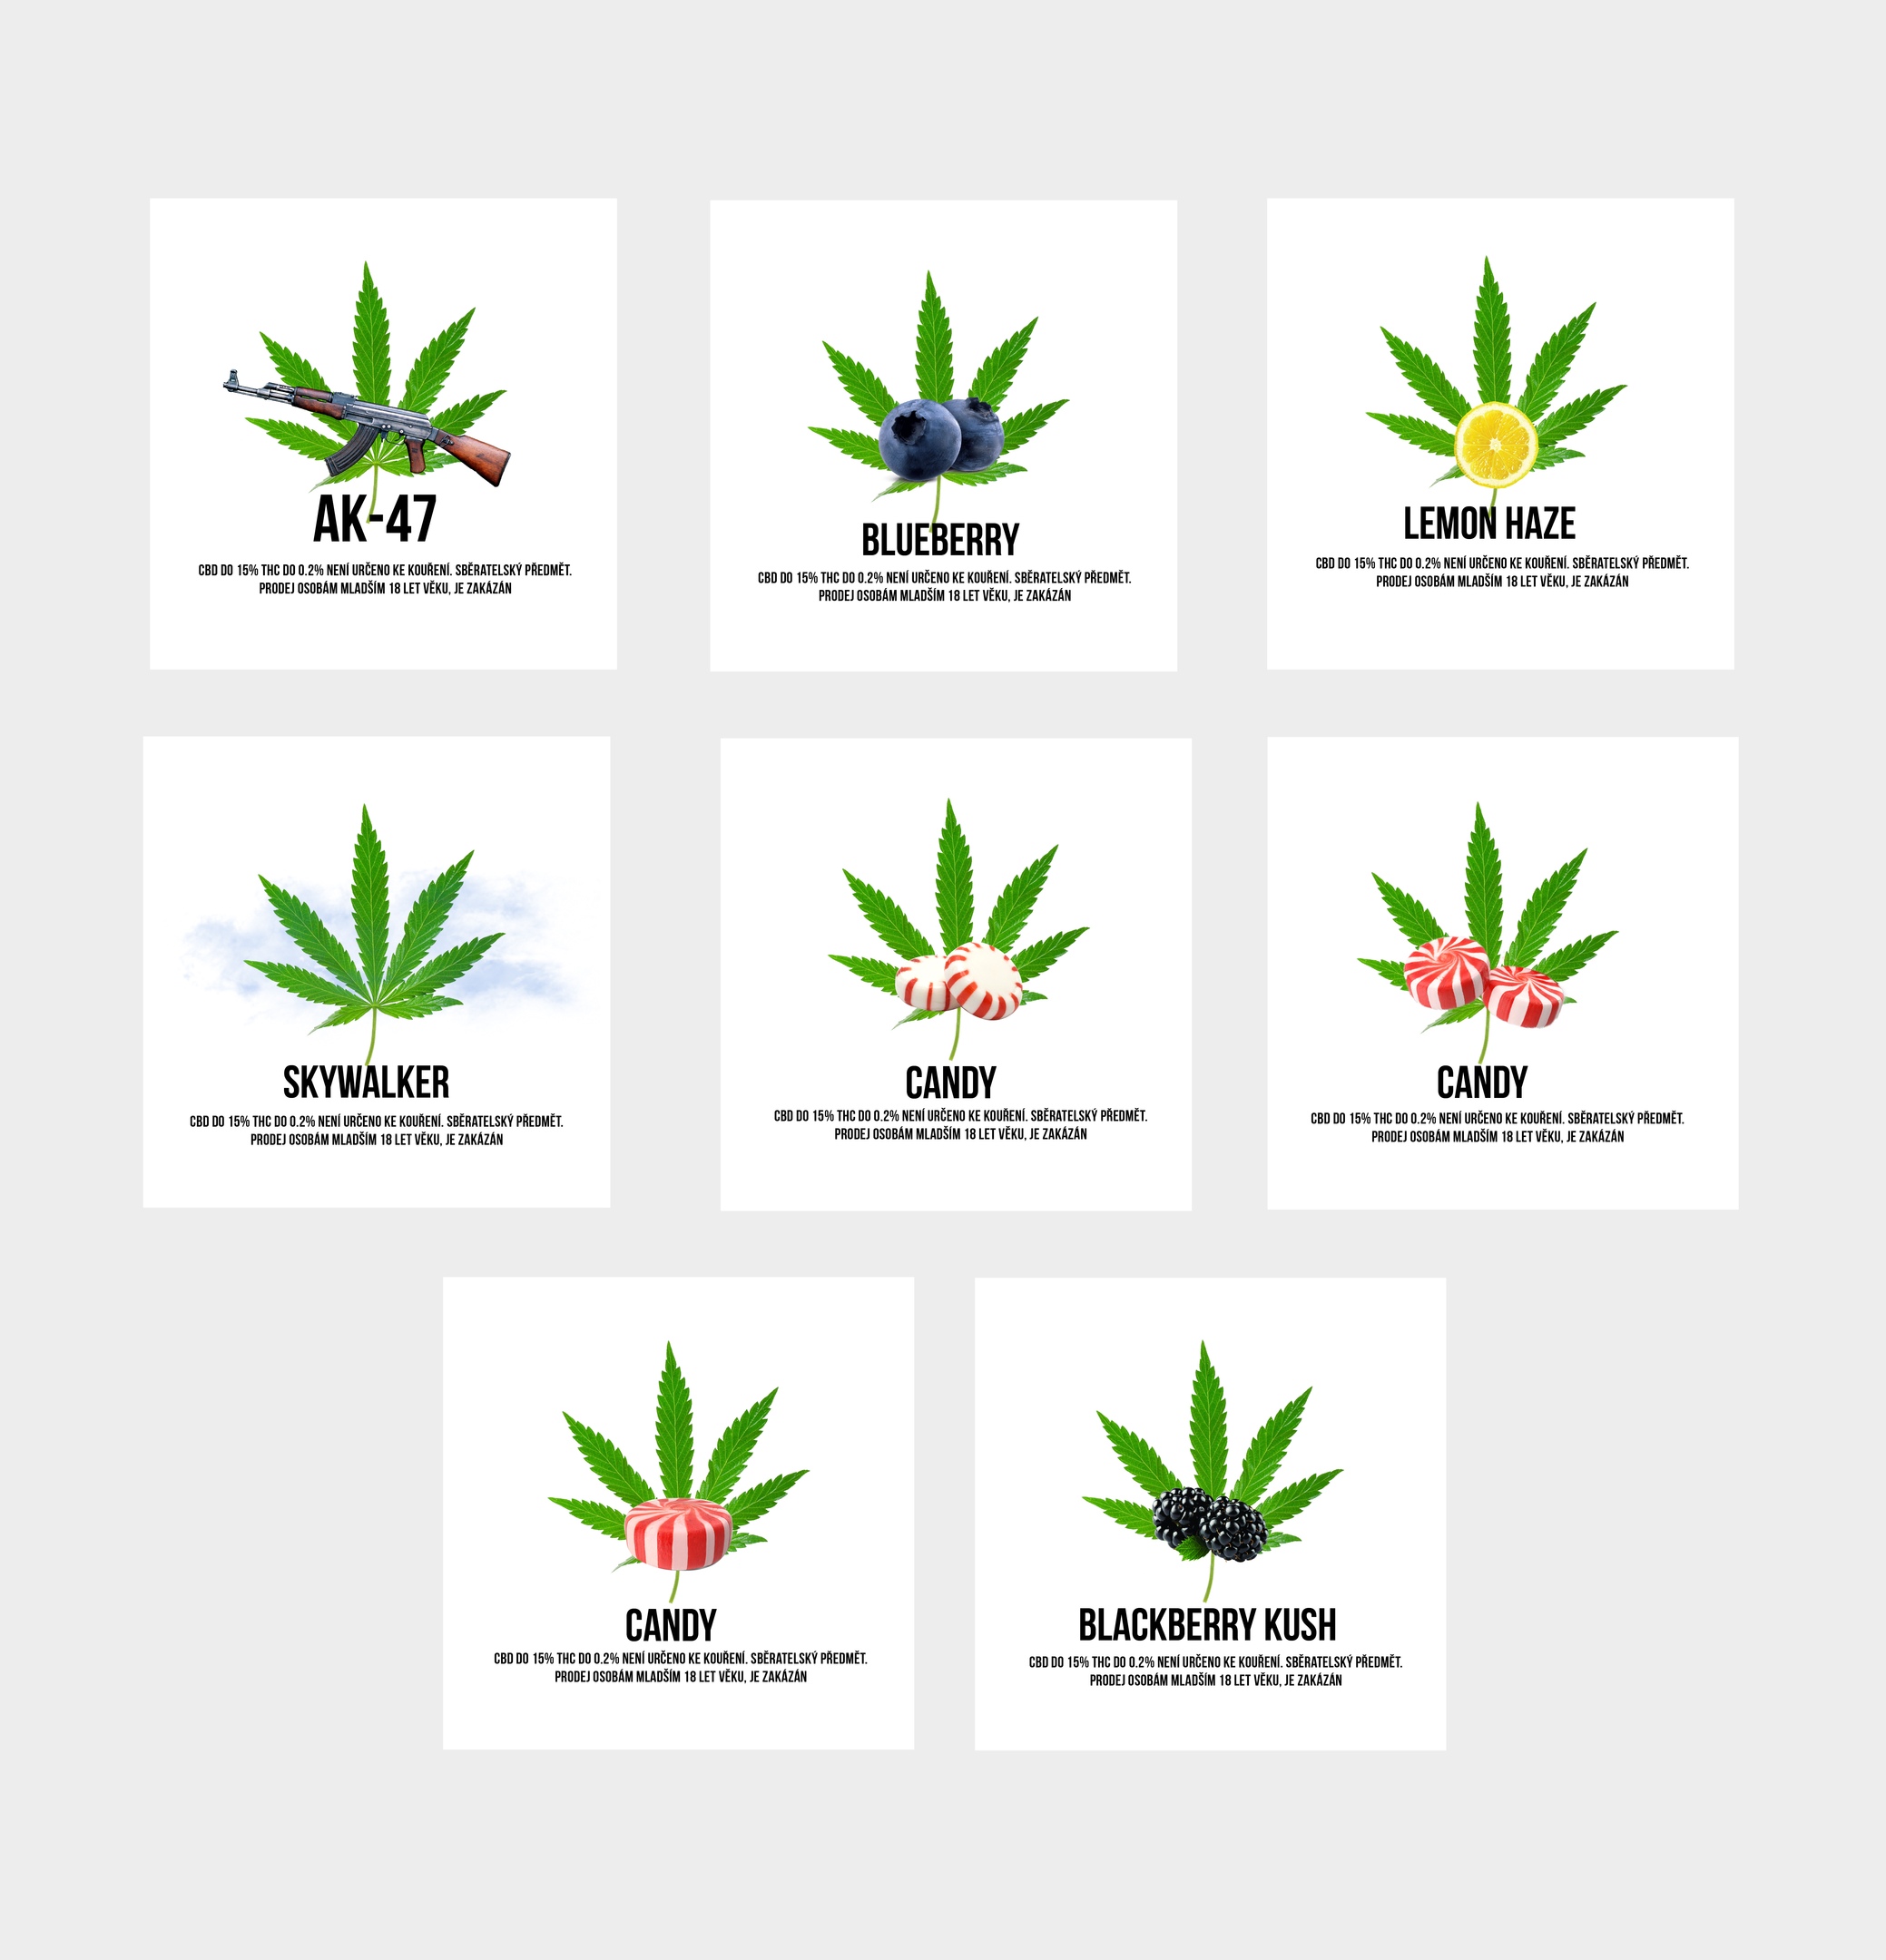 AK-47
CBD DO 15% THC DO 0.2% NENÍ URČENO KE KOUŘENÍ. SBĚRATELSKÝ PŘEDMĚT.
PRODEJ OSOBÁM MLADŠÍM 18 LET VĚKU, JE ZAKÁZÁN
BLUEBERRY
CBD DO 15% THC DO 0.2% NENÍ URČENO KE KOUŘENÍ. SBĚRATELSKÝ PŘEDMĚT.
PRODEJ OSOBÁM MLADŠÍM 18 LET VĚKU, JE ZAKÁZÁN
LEMON HAZE
CBD DO 15% THC DO 0.2% NENÍ URČENO KE KOUŘENÍ. SBĚRATELSKÝ PŘEDMĚT.
PRODEJ OSOBÁM MLADŠÍM 18 LET VĚKU, JE ZAKÁZÁN
SKYWALKER
CBD DO 15% THC DO 0.2% NENÍ URČENO KE KOUŘENÍ. SBĚRATELSKÝ PŘEDMĚT.
PRODEJ OSOBÁM MLADŠÍM 18 LET VĚKU, JE ZAKÁZÁN
CANDY
CBD DO 15% THC DO 0.2% NENÍ URČENO KE KOUŘENÍ. SBĚRATELSKÝ PŘEDMĚT.
PRODEJ OSOBÁM MLADŠÍM 18 LET VĚKU, JE ZAKÁZÁN
CANDY
CBD DO 15% THC DO 0.2% NENÍ URČENO KE KOUŘENÍ. SBĚRATELSKÝ PŘEDMĚT.
PRODEJ OSOBÁM MLADŠÍM 18 LET VĚKU, JE ZAKÁZÁN
CANDY
CBD DO 15% THC DO 0.2% NENÍ URČENO KE KOUŘENÍ. SBĚRATELSKÝ PŘEDMĚT.
PRODEJ OSOBÁM MLADŠÍM 18 LET VĚKU, JE ZAKÁZÁN
BLACKBERRY KUSH
CBD DO 15% THC DO 0.2% NENÍ URČENO KE KOUŘENÍ. SBĚRATELSKÝ PŘEDMĚT.
PRODEJ OSOBÁM MLADŠÍM 18 LET VĚKU, JE ZAKÁZÁN